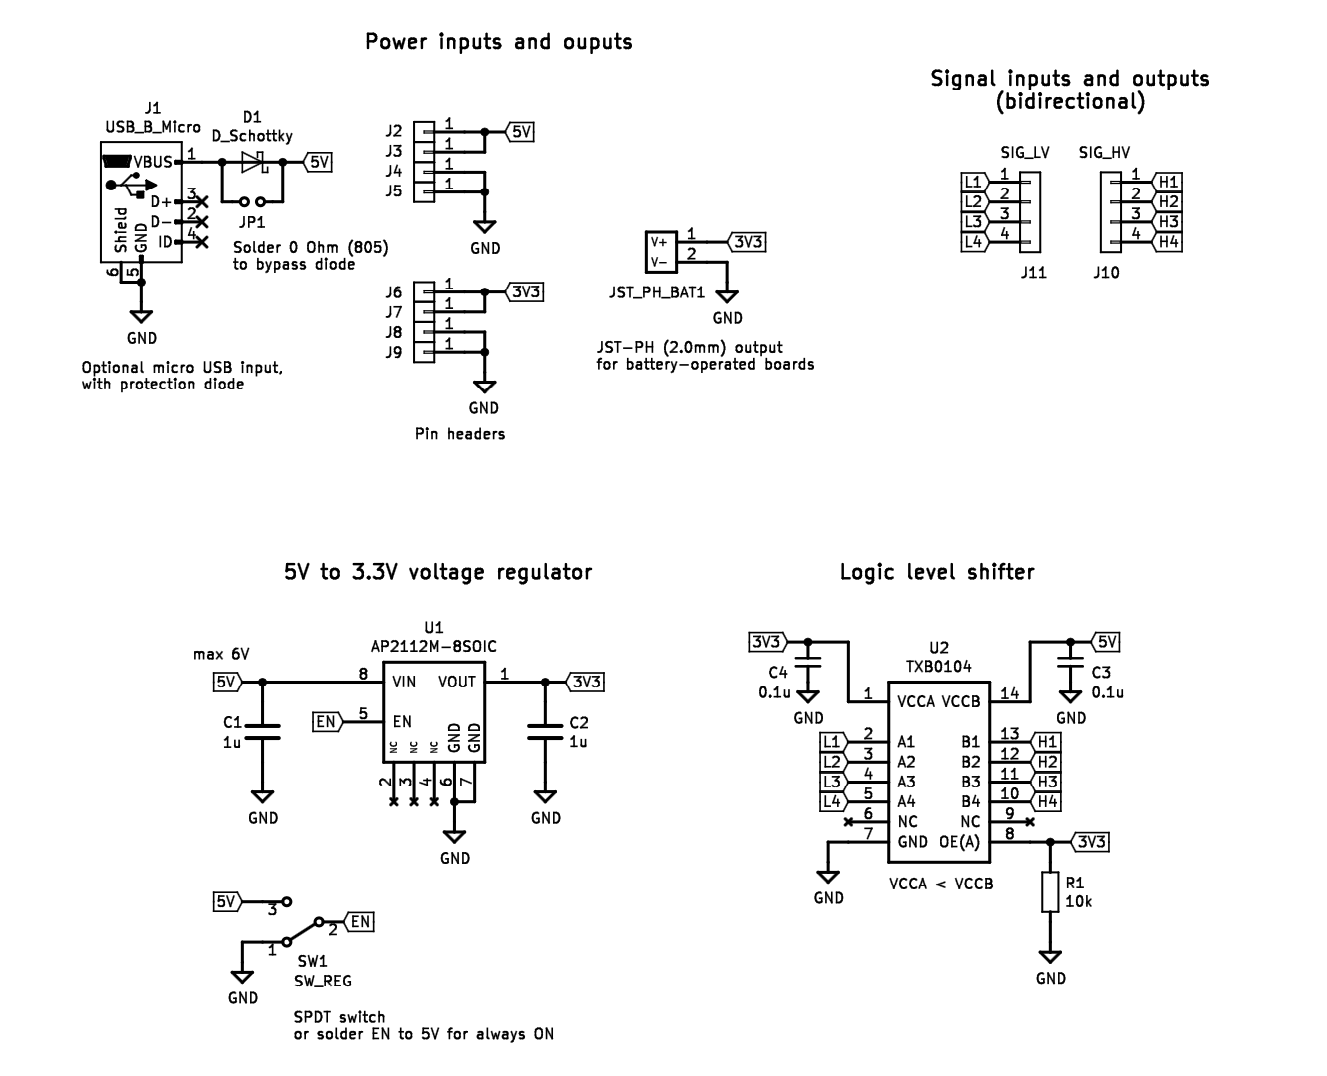 Power inputs and ouputs
Signal inputs and outputs
(bidirectional)
J1
USB_B_Micro
VBUS
1
D+
3
D-
2
ID
4
Shield
GND
6
5
GND
D1
D_Schottky
5V
JP1
Solder 0 Ohm (805)
to bypass diode
Optional micro USB input,
with protection diode
J2
1
5V
J3
1
J4
1
J5
1
GND
J6
1
3V3
J7
1
J8
1
J9
1
GND
Pin headers
V+
1
3V3
V-
2
JST_PH_BAT1
GND
JST-PH (2.0mm) output
for battery-operated boards
SIG_LV
L1
1
L2
2
L3
3
L4
4
J11
SIG_HV
1
H1
2
H2
3
H3
4
H4
J10
5V to 3.3V voltage regulator
U1
AP2112M-8SOIC
max 6V
5V
8
VIN
VOUT
1
3V3
EN
5
EN
C1
1u
GND
NC
NC
NC
GND
GND
2
3
4
6
7
GND
C2
1u
GND
5V
3
2
EN
1
GND
SW1
SW_REG
SPDT switch
or solder EN to 5V for always ON
Logic level shifter
3V3
C4
0.1u
GND
U2
TXB0104
5V
C3
0.1u
GND
1
VCCA
VCCB
14
L1
2
A1
B1
13
H1
L2
3
A2
B2
12
H2
L3
4
A3
B3
11
H3
L4
5
A4
B4
10
H4
6
NC
NC
9
7
GND
OE(A)
8
3V3
GND
VCCA < VCCB
R1
10k
GND